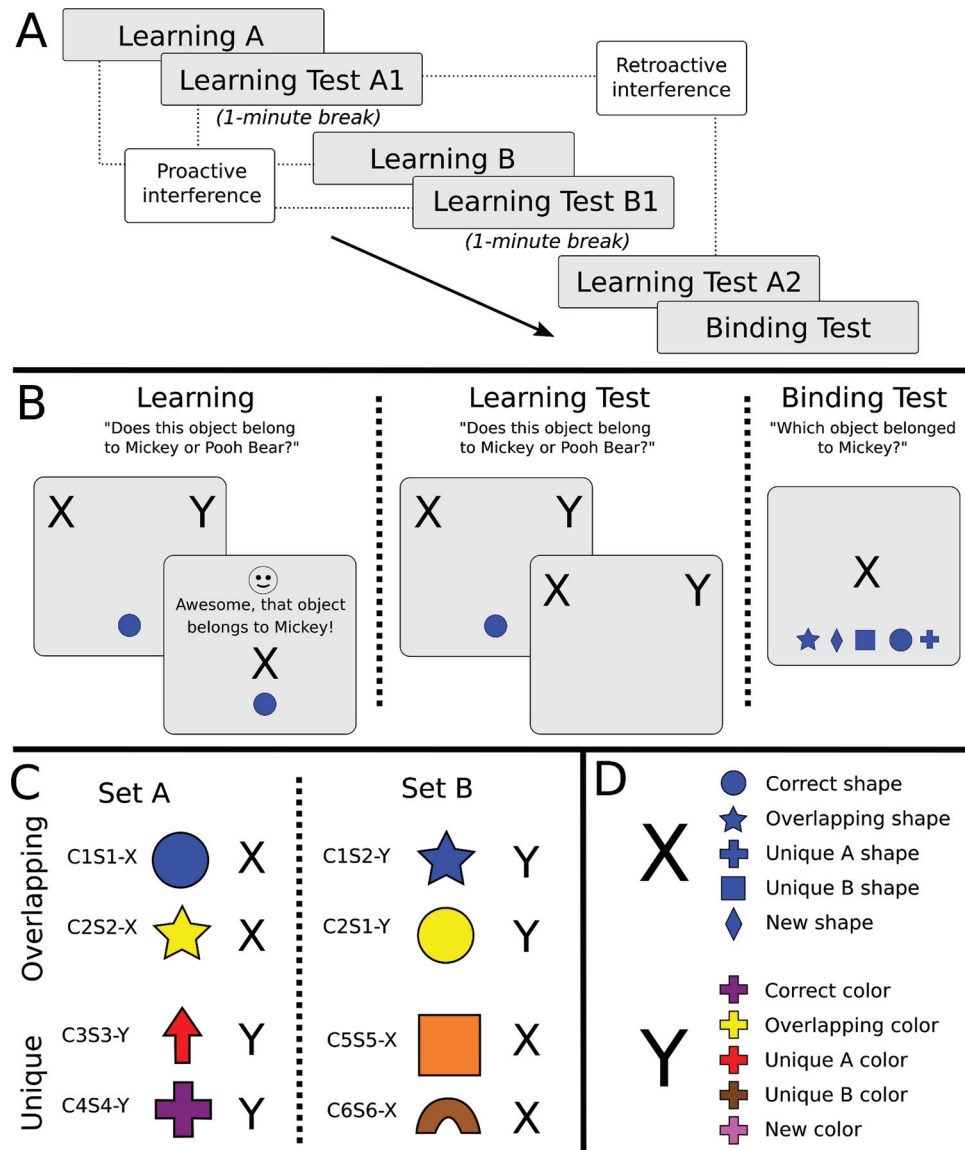 A
Learning A
Learning Test A1
(1-minute break)
Retroactive
interference
Proactive
interference
Learning B
Learning Test B1
(1-minute break)
Learning Test A2
Binding Test
B
Learning
"Does this object belong
to Mickey or Pooh Bear?"
X Y
Awesome, that object
belongs to Mickey!
X
Learning Test
"Does this object belong
to Mickey or Pooh Bear?"
X Y
X Y
Binding Test
"Which object belonged
to Mickey?"
X
C
Set A
Set B
Overlapping
C1S1-X X
C2S2-X X
C1S2-Y Y
C2S1-Y Y
Unique
C3S3-Y Y
C4S4-Y Y
C5S5-X X
C6S6-X X
D
X
Correct shape
Overlapping shape
Unique A shape
Unique B shape
New shape
Y
Correct color
Overlapping color
Unique A color
Unique B color
New color